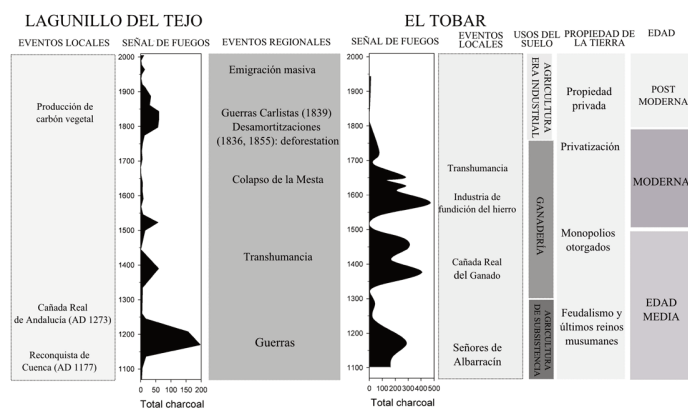 LAGUNILLO DEL TEJO
EL TOBAR
EVENTOS LOCALES
SEÑAL DE FUEGOS
EVENTOS REGIONALES
SEÑAL DE FUEGOS
EVENTOS
LOCALES
USOS DEL
SUELO
PROPIEDAD DE
LA TIERRA
EDAD
Producción de
carbón vegetal
Cañada Real
de Andalucía (AD 1273)
Reconquista de
Cuenca (AD 1177)
2000
1900
1800
1700
1600
1500
1400
1300
1200
1100
0 50 100 150 200
Total charcoal
Emigración masiva
Guerras Carlistas (1839)
Desamortitzaciones
(1836, 1855): deforestation
Colapso de la Mesta
Transhumancia
Guerras
2000
1900
1800
1700
1600
1500
1400
1300
1200
1100
0 100 200 300 400 500
Total charcoal
Transhumancia
Industria de
fundición del hierro
Cañada Real
del Ganado
Señores de
Albarracín
AGRICULTURA
ERA INDUSTRIAL
GANADERÍA
AGRICULTURA
DE SUBSISTENCIA
Propiedad
privada
Privatización
Monopolios
otorgados
Feudalismo y
últimos reinos
musumanes
POST
MODERNA
MODERNA
EDAD
MEDIA